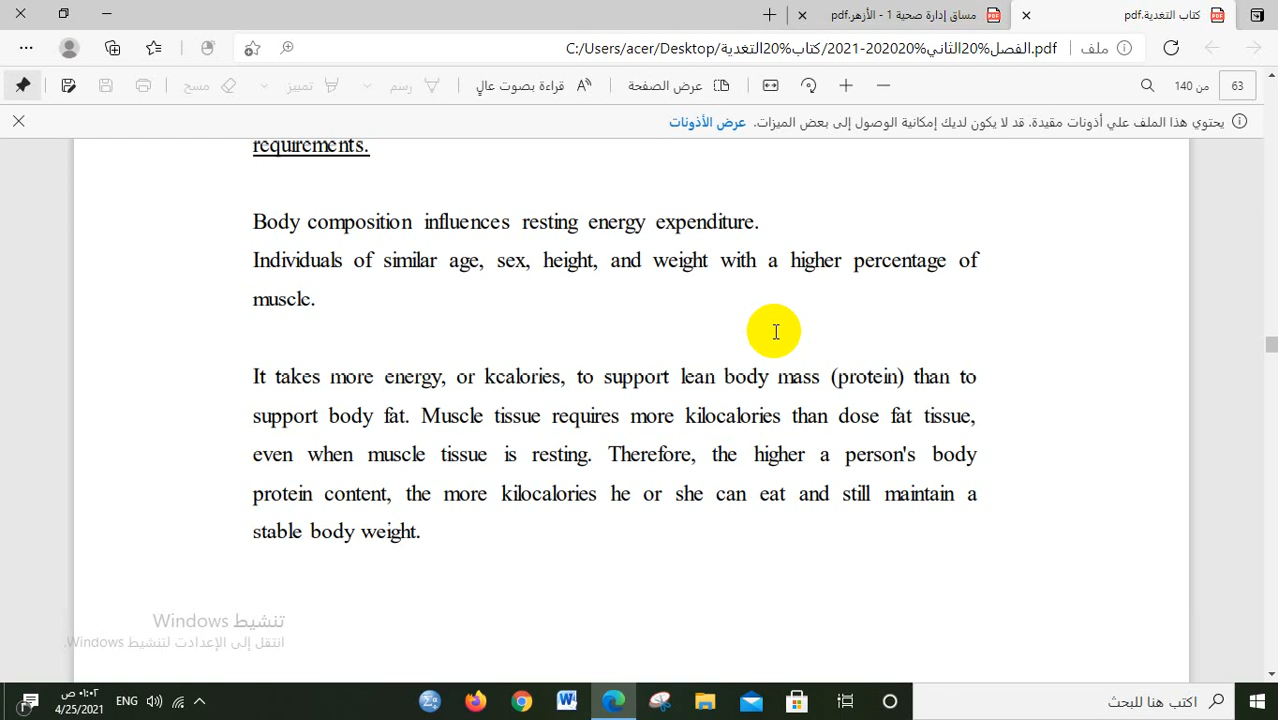 كتاب التغدية.pdf
مساق إدارة صحية 1 - الأزهر.pdf
ملف
C:/Users/acer/Desktop/الفصل%20الثاني%202020-2021/كتاب%20التغدية.pdf
63
من 140
عرض الصفحة
قراءة بصوت عالٍ
رسم
تمييز
مسح
يحتوي هذا الملف علي أذونات مقيدة. قد لا يكون لديك إمكانية الوصول إلى بعض الميزات. عرض الأذونات
requirements.
Body composition influences resting energy expenditure.
Individuals of similar age, sex, height, and weight with a higher percentage of
muscle.
It takes more energy, or kcalories, to support lean body mass (protein) than to
support body fat. Muscle tissue requires more kilocalories than dose fat tissue,
even when muscle tissue is resting. Therefore, the higher a person's body
protein content, the more kilocalories he or she can eat and still maintain a
stable body weight.
تنشيط Windows
انتقل إلى الإعدادت لتنشيط Windows.
اكتب هنا للبحث
ENG
٠١:٠٢ ص
4/25/2021